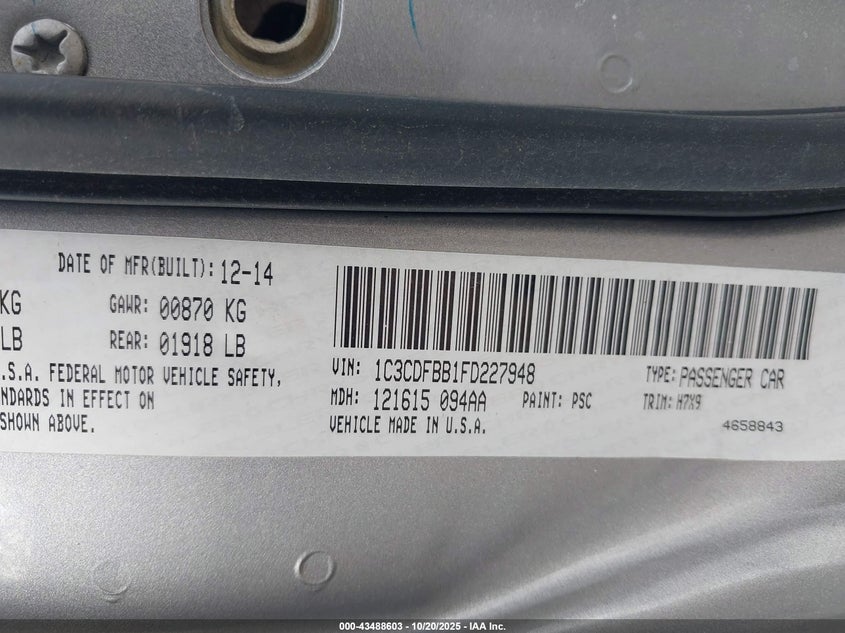 DATE OF MFR(BUILT): 12-14
KG GAWR: 00870 KG
LB REAR: 01918 LB
.S.A. FEDERAL MOTOR VEHICLE SAFETY,
NDARDS IN EFFECT ON
SHOWN ABOVE.
VIN: 1C3CDFBB1FD227948 TYPE: PASSENGER CAR
MDH: 121615 094AA PAINT: PSC TRIM: H7X9
VEHICLE MADE IN U.S.A. 4658843
000-43488603 - 10/20/2025 - IAA Inc.